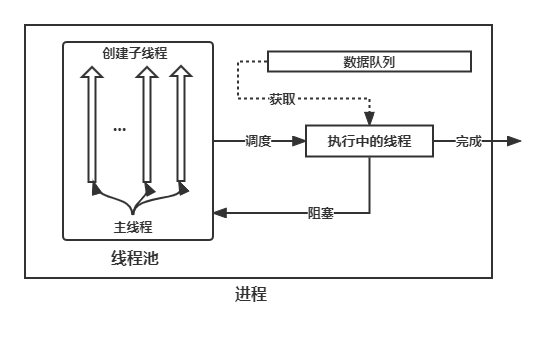 创建子线程
数据队列
获取
...
调度
执行中的线程
完成
阻塞
主线程
线程池
进程